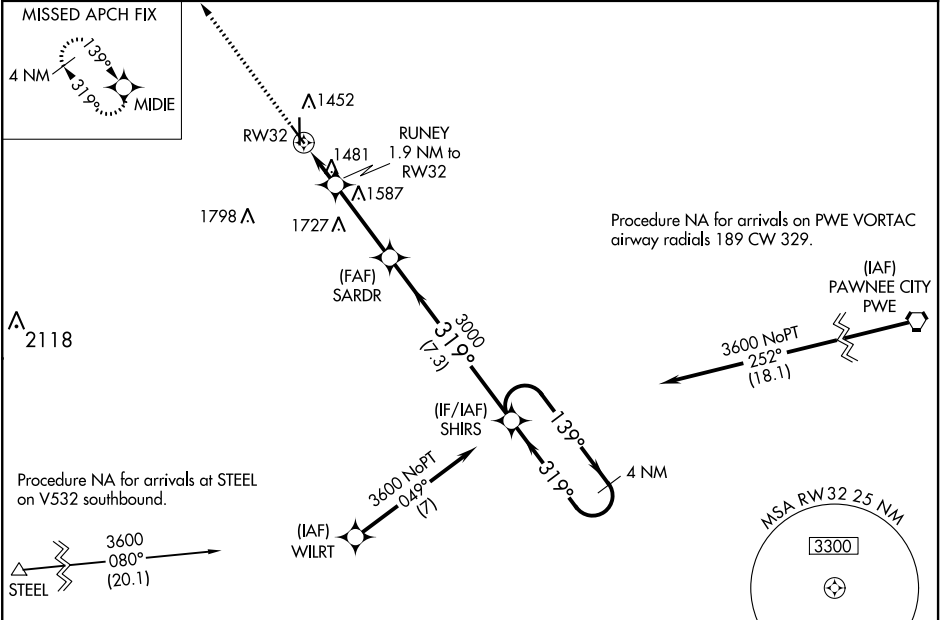 MISSED APCH FIX
139°
4 NM
319°
MIDIE
1452
RW32
1481
RUNEY
1.9 NM to
RW32
1587
1798
1727
Procedure NA for arrivals on PWE VORTAC
airway radials 189 CW 329.
(FAF)
SARDR
(IAF)
PAWNEE CITY
PWE
2118
3000
319°
(7.3)
3600 NoPT
252°
(18.1)
(IF/IAF)
SHIRS
139°
319°
4 NM
Procedure NA for arrivals at STEEL
on V532 southbound.
3600 NoPT
049°
(7)
(IAF)
WILRT
3600
080°
(20.1)
STEEL
MSA RW32 25 NM
3300